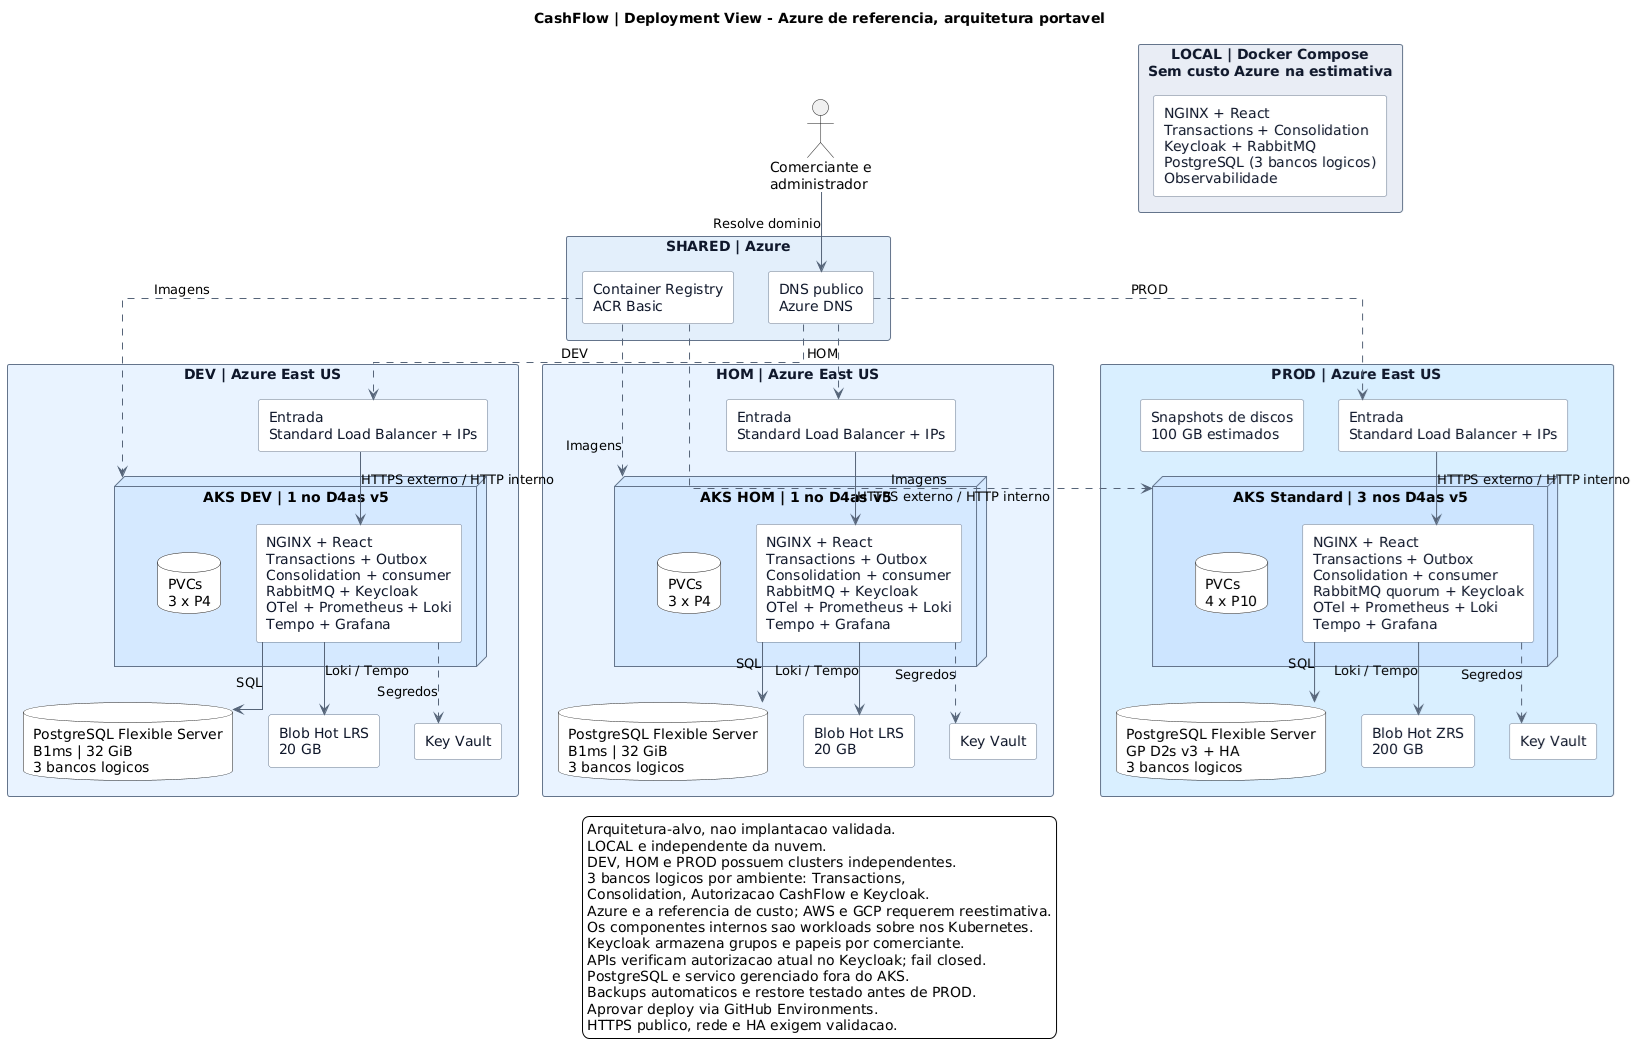 CashFlow | Deployment View - Azure de referencia, arquitetura portavel
LOCAL | Docker Compose
Sem custo Azure na estimativa
NGINX + React
Transactions + Consolidation
Keycloak + RabbitMQ
PostgreSQL (3 bancos logicos)
Observabilidade
Comerciante e
administrador
Resolve dominio
SHARED | Azure
Container Registry
ACR Basic
DNS publico
Azure DNS
Imagens
PROD
DEV
HOM
DEV | Azure East US
Entrada
Standard Load Balancer + IPs
HTTPS externo / HTTP interno
AKS DEV | 1 no D4as v5
PVCs
3 x P4
NGINX + React
Transactions + Outbox
Consolidation + consumer
RabbitMQ + Keycloak
OTel + Prometheus + Loki
Tempo + Grafana
SQL
Loki / Tempo
Segredos
PostgreSQL Flexible Server
B1ms | 32 GiB
3 bancos logicos
Blob Hot LRS
20 GB
Key Vault
HOM | Azure East US
Entrada
Standard Load Balancer + IPs
Imagens
Imagens
HTTPS externo / HTTP interno
AKS HOM | 1 no D4as v5
PVCs
3 x P4
NGINX + React
Transactions + Outbox
Consolidation + consumer
RabbitMQ + Keycloak
OTel + Prometheus + Loki
Tempo + Grafana
SQL
Loki / Tempo
Segredos
PostgreSQL Flexible Server
B1ms | 32 GiB
3 bancos logicos
Blob Hot LRS
20 GB
Key Vault
PROD | Azure East US
Snapshots de discos
100 GB estimados
Entrada
Standard Load Balancer + IPs
HTTPS externo / HTTP interno
AKS Standard | 3 nos D4as v5
PVCs
4 x P10
NGINX + React
Transactions + Outbox
Consolidation + consumer
RabbitMQ quorum + Keycloak
OTel + Prometheus + Loki
Tempo + Grafana
SQL
Loki / Tempo
Segredos
PostgreSQL Flexible Server
GP D2s v3 + HA
3 bancos logicos
Blob Hot ZRS
200 GB
Key Vault
Arquitetura-alvo, nao implantacao validada.
LOCAL e independente da nuvem.
DEV, HOM e PROD possuem clusters independentes.
3 bancos logicos por ambiente: Transactions,
Consolidation, Autorizacao CashFlow e Keycloak.
Azure e a referencia de custo; AWS e GCP requerem reestimativa.
Os componentes internos sao workloads sobre nos Kubernetes.
Keycloak armazena grupos e papeis por comerciante.
APIs verificam autorizacao atual no Keycloak; fail closed.
PostgreSQL e servico gerenciado fora do AKS.
Backups automaticos e restore testado antes de PROD.
Aprovar deploy via GitHub Environments.
HTTPS publico, rede e HA exigem validacao.